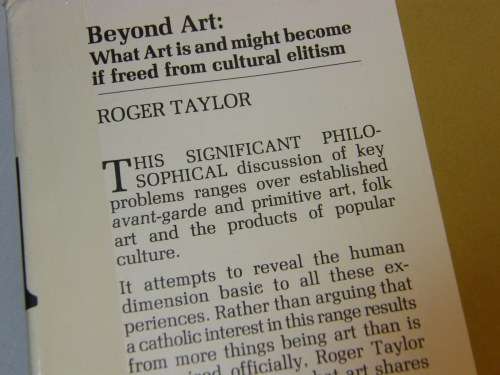 Beyond Art:
What Art is and might become
if freed from cultural elitism
ROGER TAYLOR
THIS SIGNIFICANT PHILO-
SOPHICAL discussion of key
problems ranges over established
avant-garde and primitive art, folk
art and the products of popular
culture.
It attempts to reveal the human
dimension basic to all these ex-
periences. Rather than arguing that
a catholic interest in this range results
from more things being art than is
officially, Roger Taylor
art shares